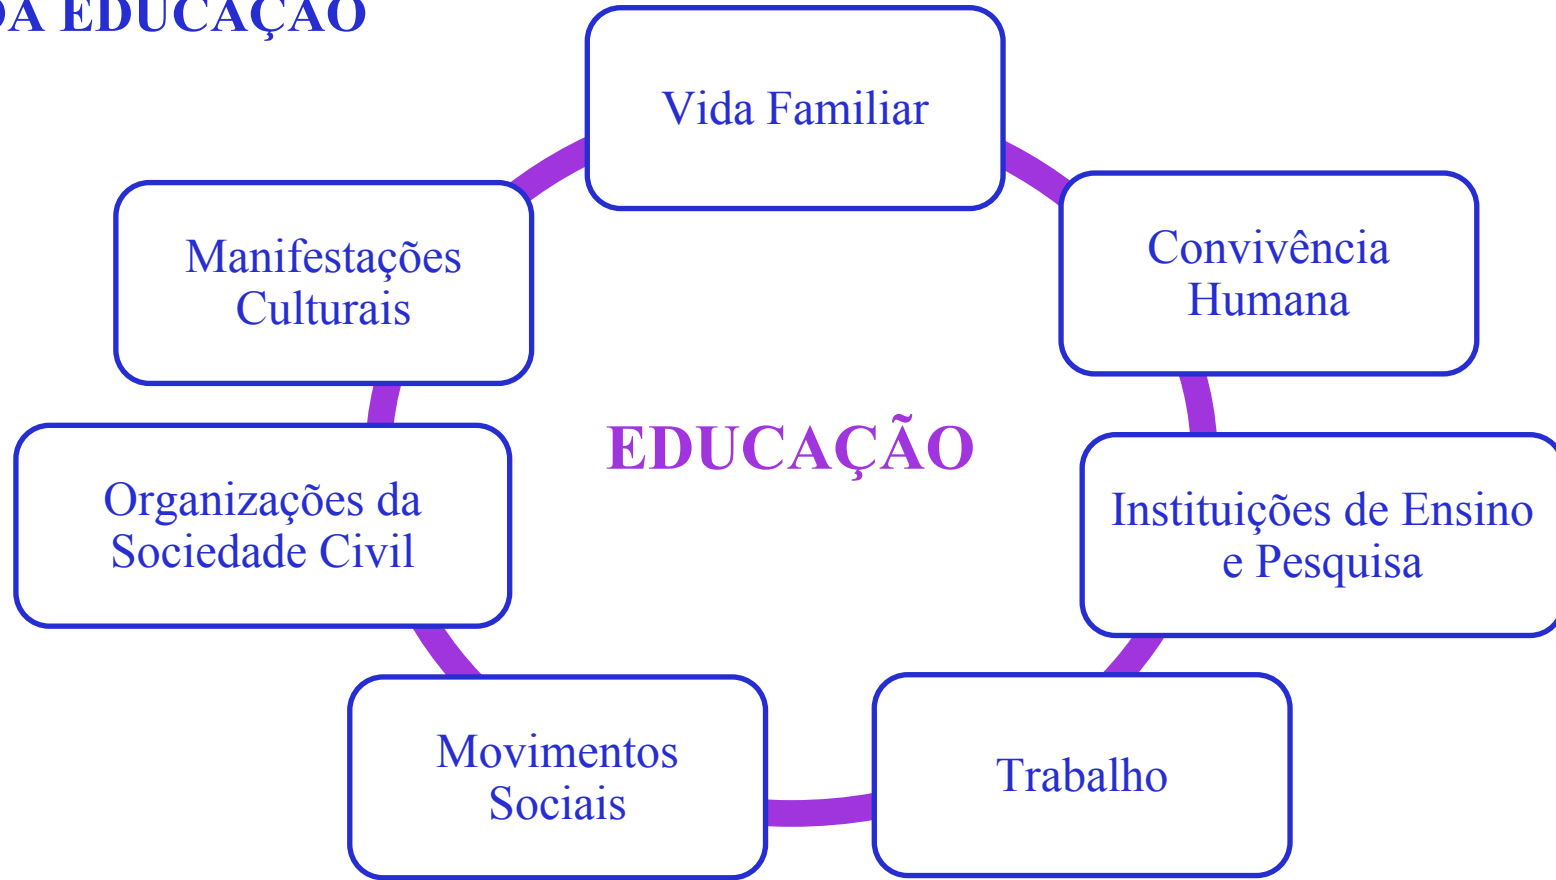 DA EDUCAÇÃO
Vida Familiar
Convivência
Humana
Instituições de Ensino
e Pesquisa
Trabalho
Movimentos
Sociais
Organizações da
Sociedade Civil
Manifestações
Culturais
EDUCAÇÃO